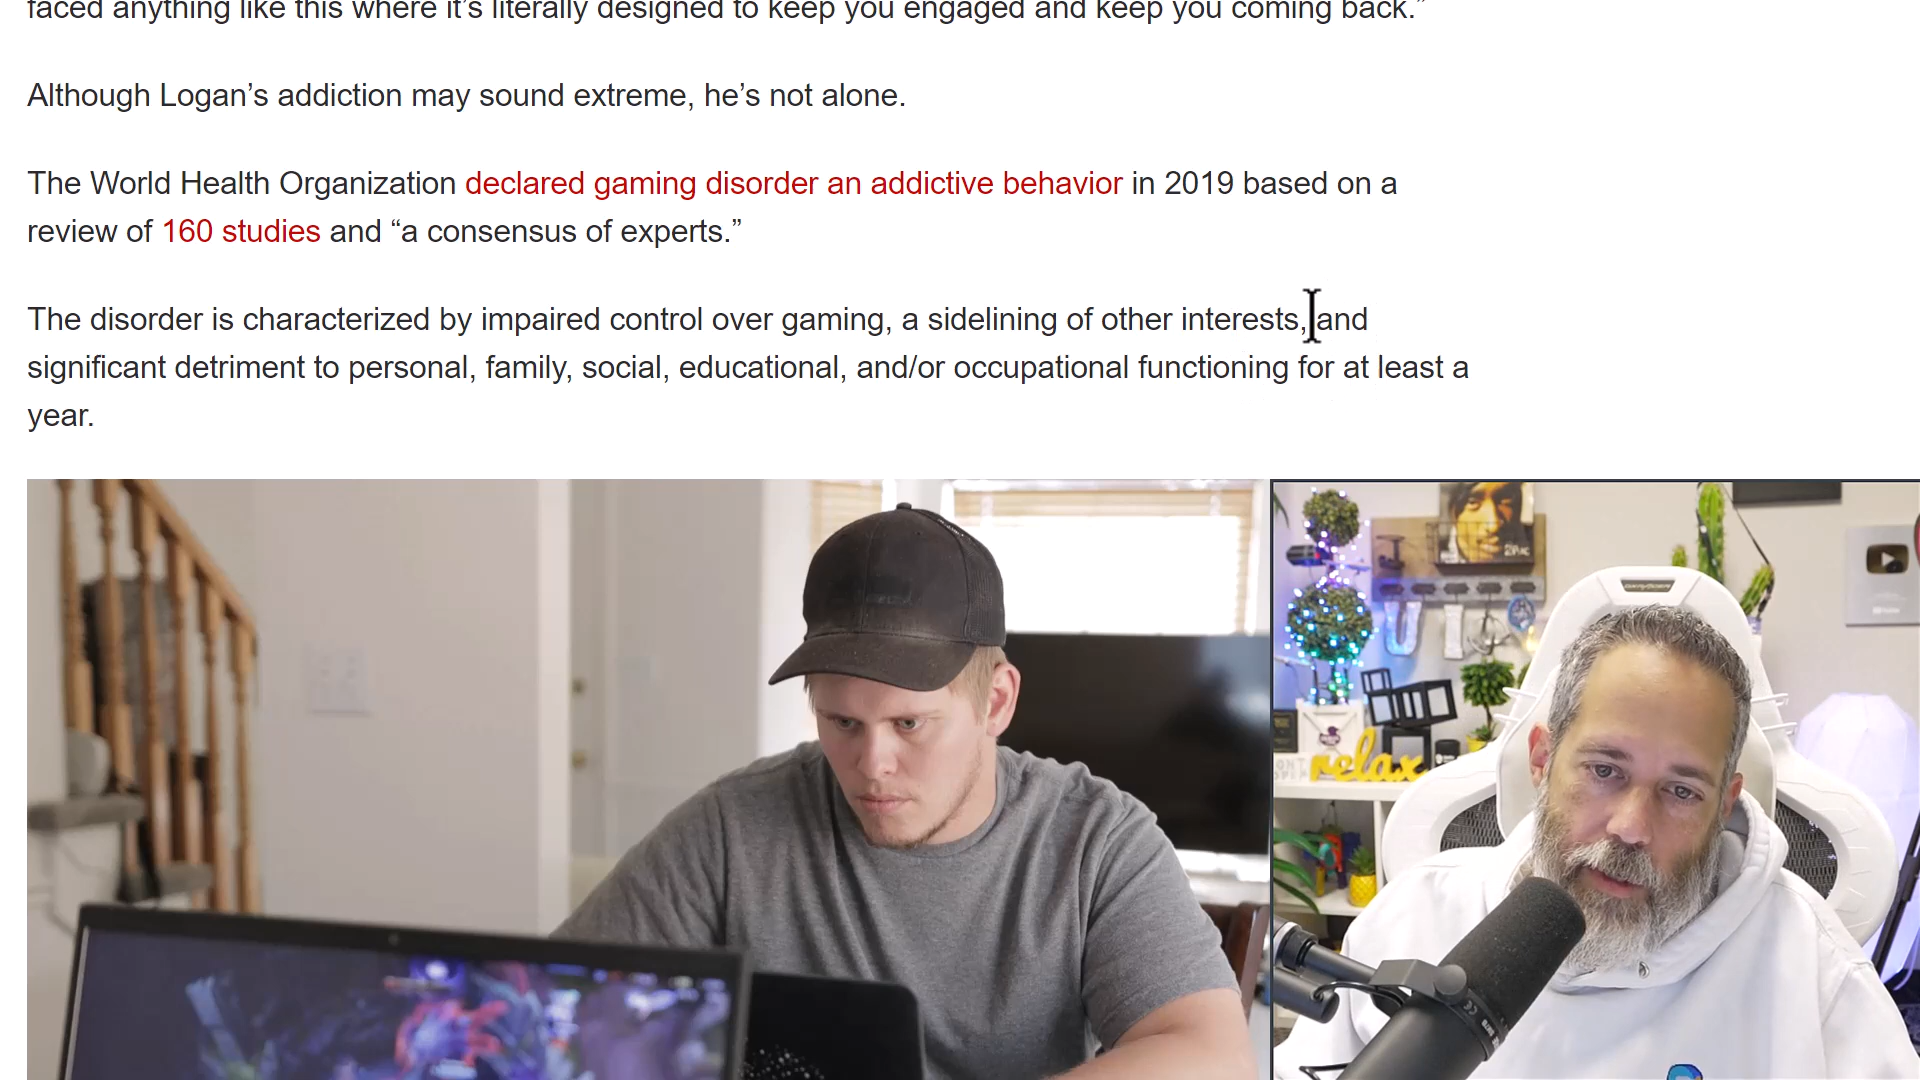 faced anything like this where it’s literally designed to keep you engaged and keep you coming back.”
Although Logan’s addiction may sound extreme, he’s not alone.
The World Health Organization declared gaming disorder an addictive behavior in 2019 based on a
review of 160 studies and “a consensus of experts.”
The disorder is characterized by impaired control over gaming, a sidelining of other interests, and
significant detriment to personal, family, social, educational, and/or occupational functioning for at least a
year.
2PAC
relax